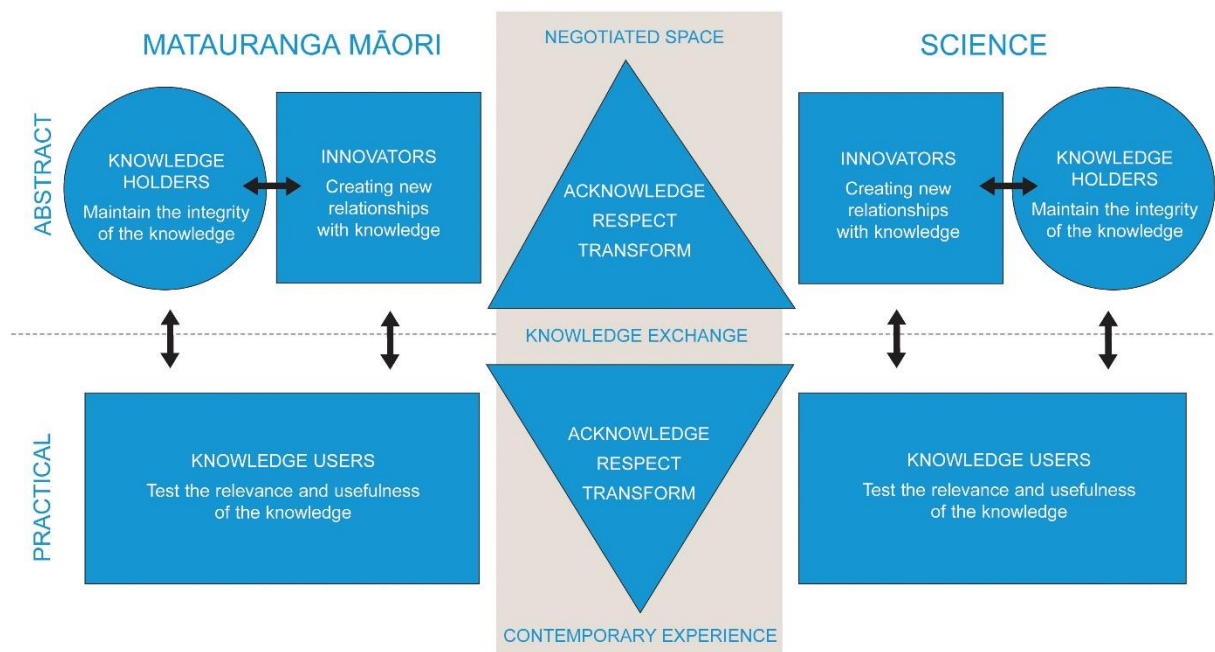 MATAURANGA MĀORI
NEGOTIATED SPACE
SCIENCE
ABSTRACT
KNOWLEDGE
HOLDERS
Maintain the integrity
of the knowledge
INNOVATORS
Creating new
relationships
with knowledge
ACKNOWLEDGE
RESPECT
TRANSFORM
INNOVATORS
Creating new
relationships
with knowledge
KNOWLEDGE
HOLDERS
Maintain the integrity
of the knowledge
KNOWLEDGE EXCHANGE
PRACTICAL
KNOWLEDGE USERS
Test the relevance and usefulness
of the knowledge
ACKNOWLEDGE
RESPECT
TRANSFORM
KNOWLEDGE USERS
Test the relevance and usefulness
of the knowledge
CONTEMPORARY EXPERIENCE